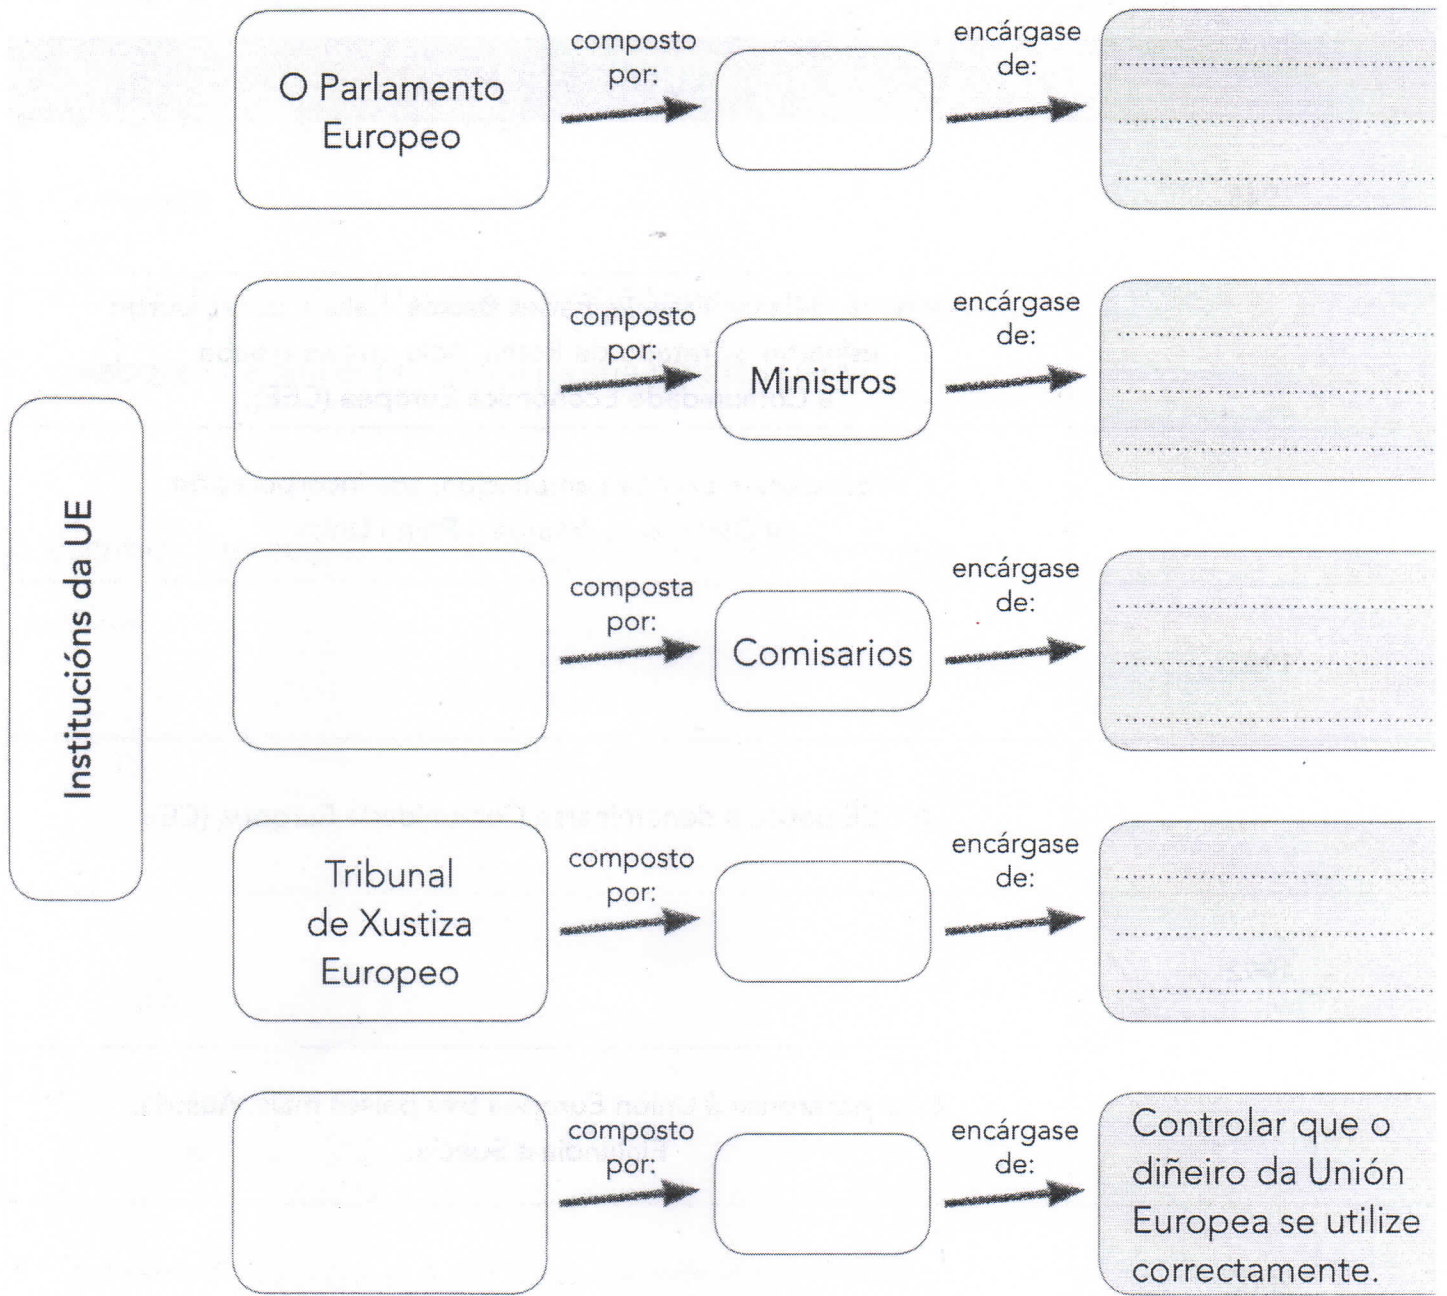 Institucións da UE
O Parlamento
Europeo
composto
por:
encárgase
de:
composto
por:
Ministros
encárgase
de:
composta
por:
Comisarios
encárgase
de:
Tribunal
de Xustiza
Europeo
composto
por:
encárgase
de:
composto
por:
encárgase
de:
Controlar que o
diñeiro da Unión
Europea se utilize
correctamente.